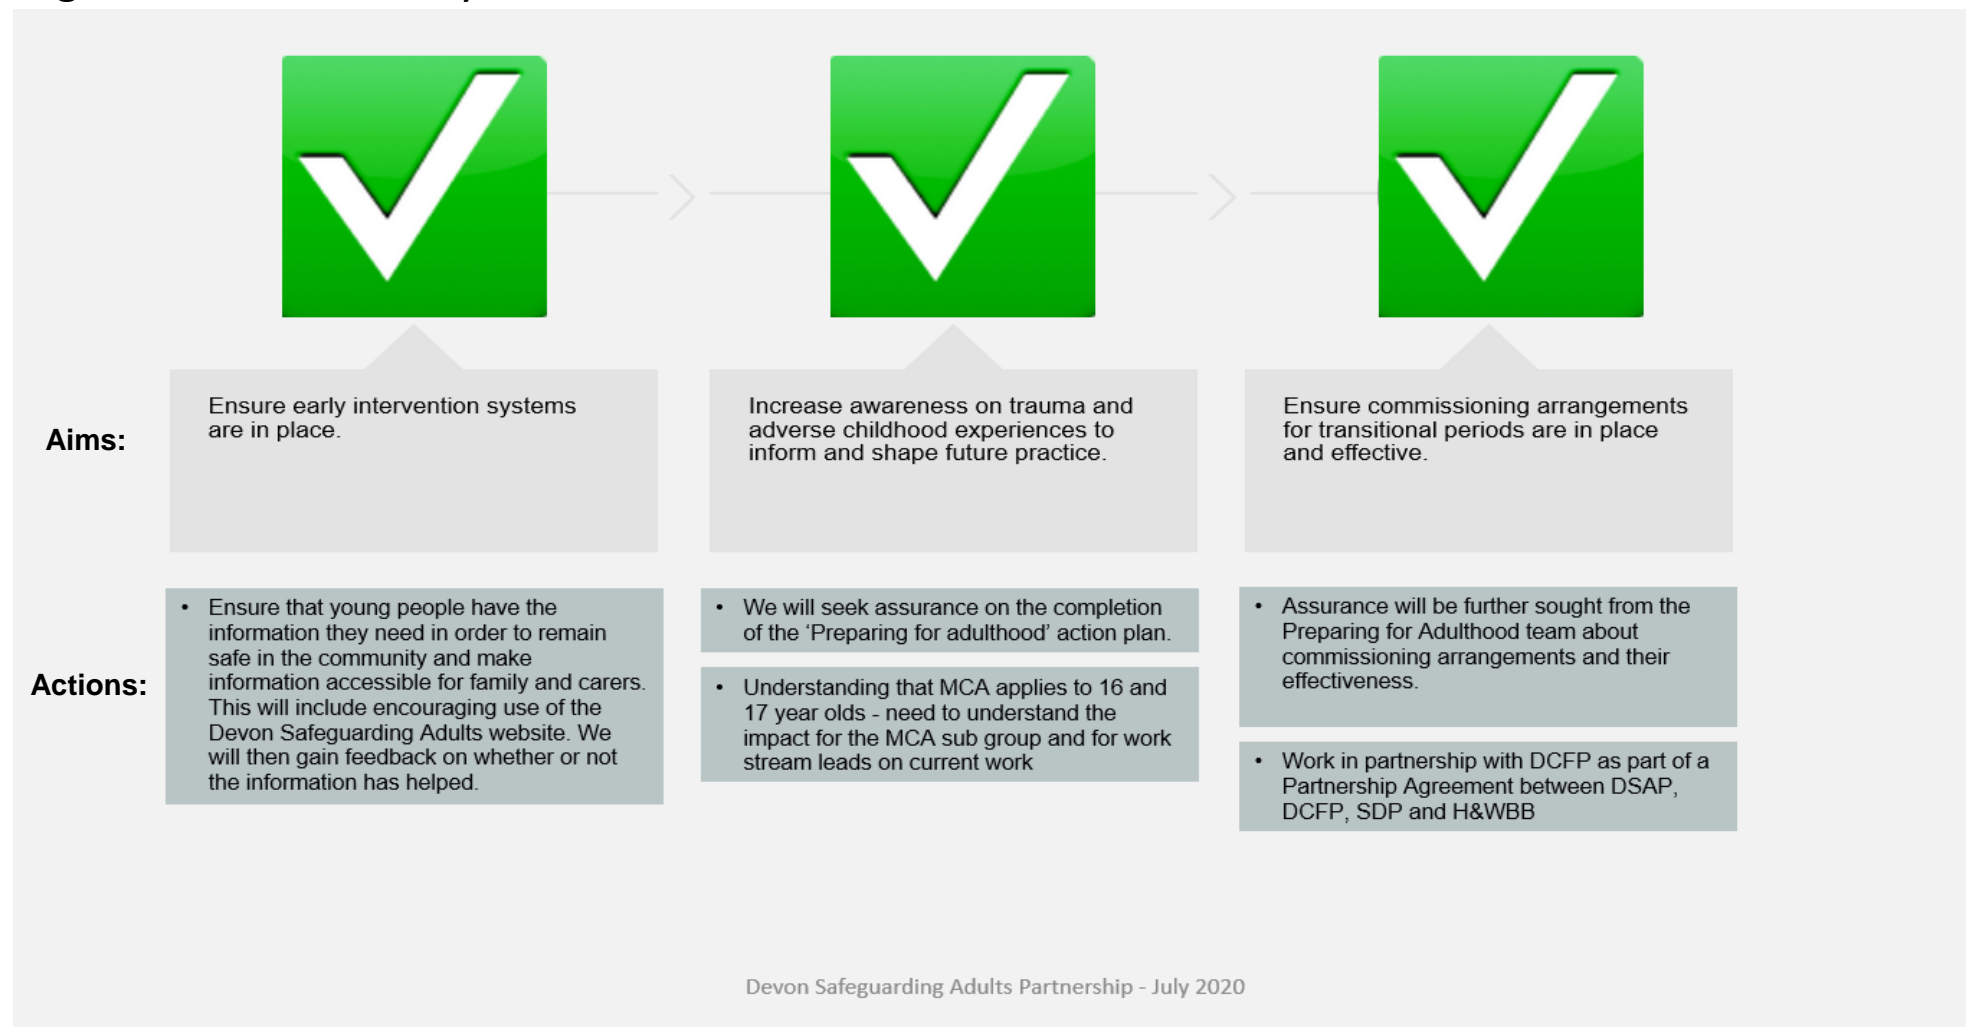 Aims:
Ensure early intervention systems
are in place.
Increase awareness on trauma and
adverse childhood experiences to
inform and shape future practice.
Ensure commissioning arrangements
for transitional periods are in place
and effective.
Actions:
• Ensure that young people have the
information they need in order to remain
safe in the community and make
information accessible for family and carers.
This will include encouraging use of the
Devon Safeguarding Adults website. We
will then gain feedback on whether or not
the information has helped.
• We will seek assurance on the completion
of the ‘Preparing for adulthood’ action plan.
• Understanding that MCA applies to 16 and
17 year olds - need to understand the
impact for the MCA sub group and for work
stream leads on current work
• Assurance will be further sought from the
Preparing for Adulthood team about
commissioning arrangements and their
effectiveness.
• Work in partnership with DCFP as part of a
Partnership Agreement between DSAP,
DCFP, SDP and H&WBB
Devon Safeguarding Adults Partnership - July 2020